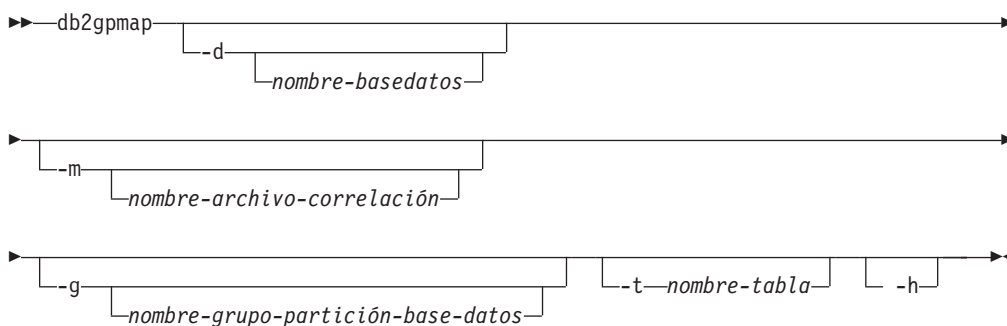 db2gpmap
-d
nombre-basedatos
-m
nombre-archivo-correlación
-g
-t nombre-tabla
-h
nombre-grupo-partición-base-datos